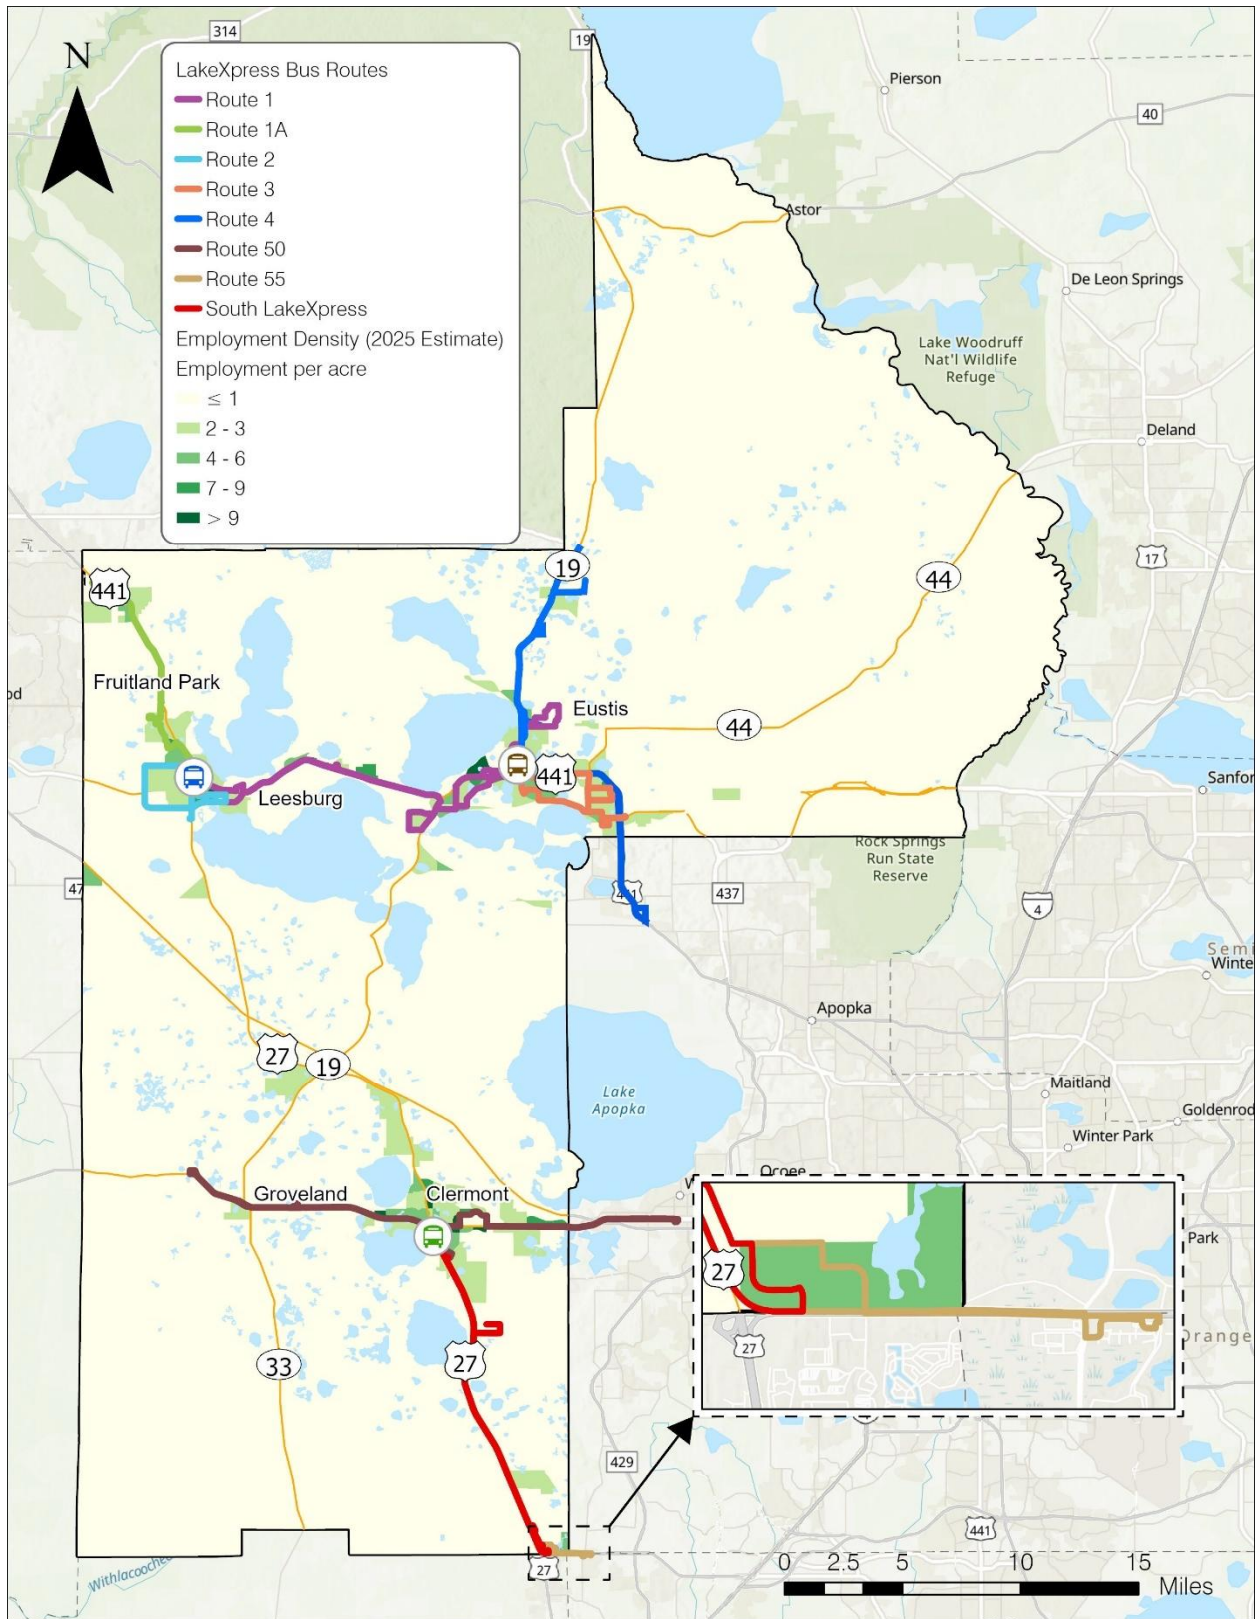 314
19
N
LakeXpress Bus Routes
Route 1
Route 1A
Route 2
Route 3
Route 4
Route 50
Route 55
South LakeXpress
Employment Density (2025 Estimate)
Employment per acre
≤ 1
2 - 3
4 - 6
7 - 9
> 9
Pierson
40
Astor
De Leon Springs
Lake Woodruff
Nat'l Wildlife
Refuge
Deland
17
19
44
441
Fruitland Park
Eustis
44
441
Leesburg
Sanfor
Rock Springs
Run State
Reserve
47
441
437
4
Semi
Winte
Apopka
27
19
Lake
Apopka
Maitland
Goldenrod
Winter Park
Ocoee
Groveland
Clermont
W
Park
27
27
Orange
33
27
429
441
27
Withlacoochee
0 2.5 5 10 15
Miles